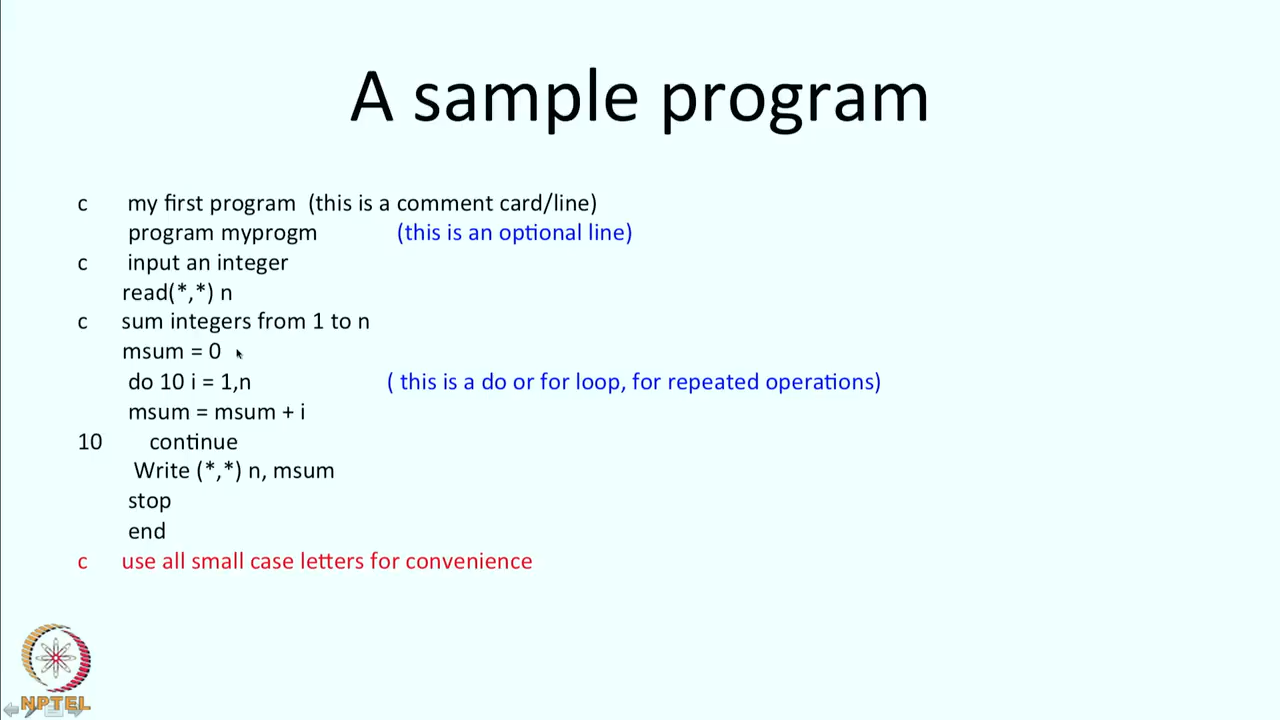 A sample program
c my first program (this is a comment card/line)
program myprogm (this is an optional line)
c input an integer
read(*,*) n
c sum integers from 1 to n
msum = 0
do 10 i = 1,n ( this is a do or for loop, for repeated operations)
msum = msum + i
10 continue
Write (*,*) n, msum
stop
end
c use all small case letters for convenience
NPTEL